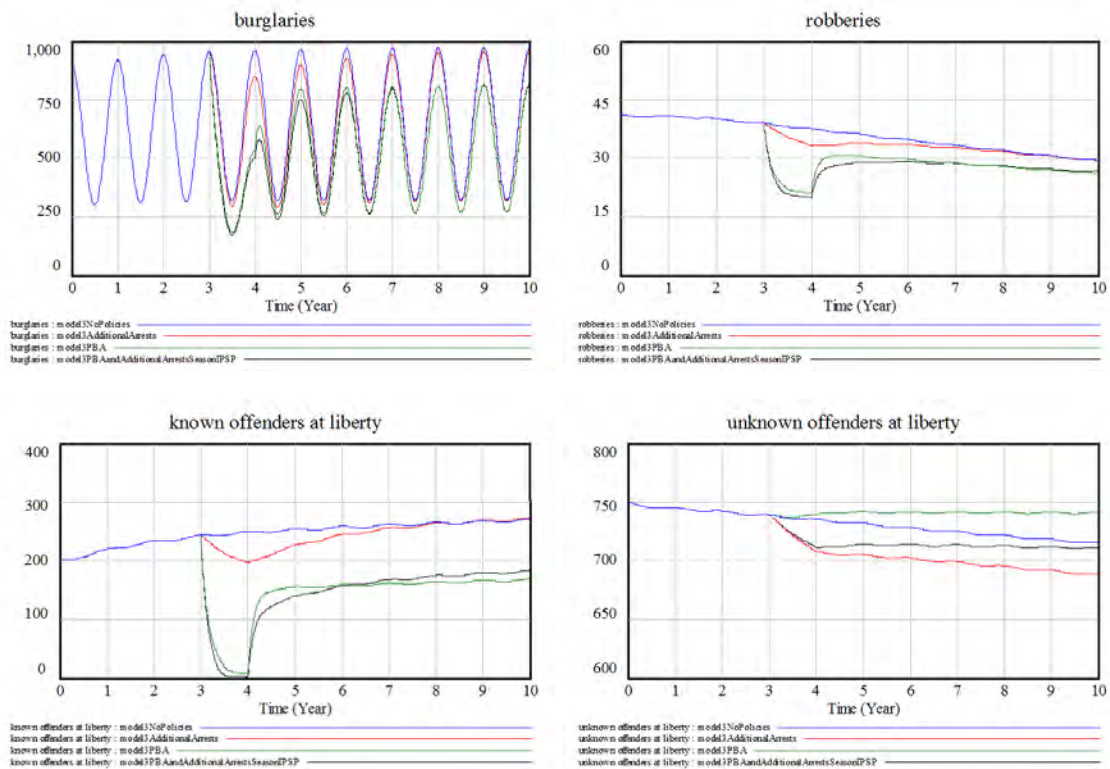 burglaries
1,000
750
500
250
0
0 1 2 3 4 5 6 7 8 9 10
Time (Year)
burglaries : model3NoPolicies
burglaries : model3AdditionalArrests
burglaries : model3PBA
burglaries : model3PBAandAdditionalArrestsSeasonIPSP
robberies
60
45
30
15
0
0 1 2 3 4 5 6 7 8 9 10
Time (Year)
robberies : model3NoPolicies
robberies : model3AdditionalArrests
robberies : model3PBA
robberies : model3PBAandAdditionalArrestsSeasonIPSP
known offenders at liberty
400
300
200
100
0
0 1 2 3 4 5 6 7 8 9 10
Time (Year)
known offenders at liberty : model3NoPolicies
known offenders at liberty : model3AdditionalArrests
known offenders at liberty : model3PBA
known offenders at liberty : model3PBAandAdditionalArrestsSeasonIPSP
unknown offenders at liberty
800
750
700
650
600
0 1 2 3 4 5 6 7 8 9 10
Time (Year)
unknown offenders at liberty : model3NoPolicies
unknown offenders at liberty : model3AdditionalArrests
unknown offenders at liberty : model3PBA
unknown offenders at liberty : model3PBAandAdditionalArrestsSeasonIPSP